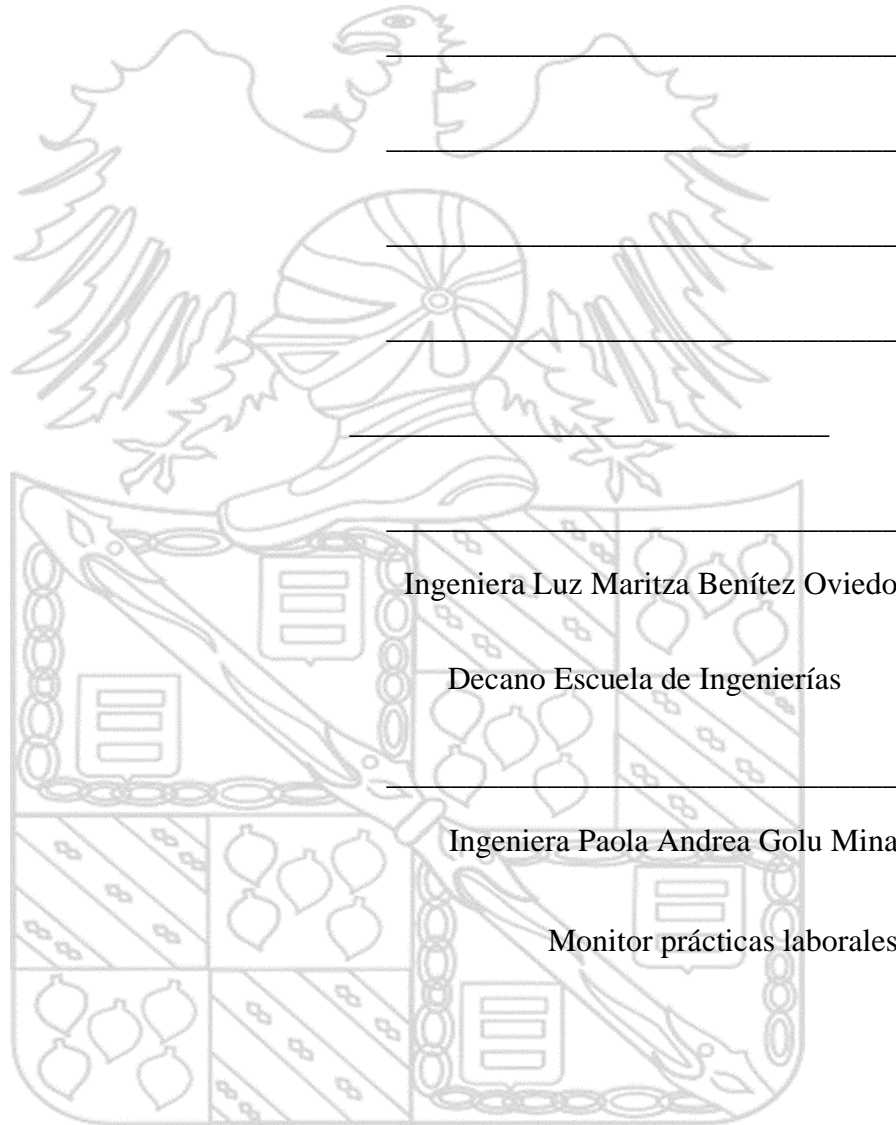 Ingeniera Luz Maritza Benítez Oviedo
Decano Escuela de Ingenierías
Ingeniera Paola Andrea Golu Mina
Monitor prácticas laborales